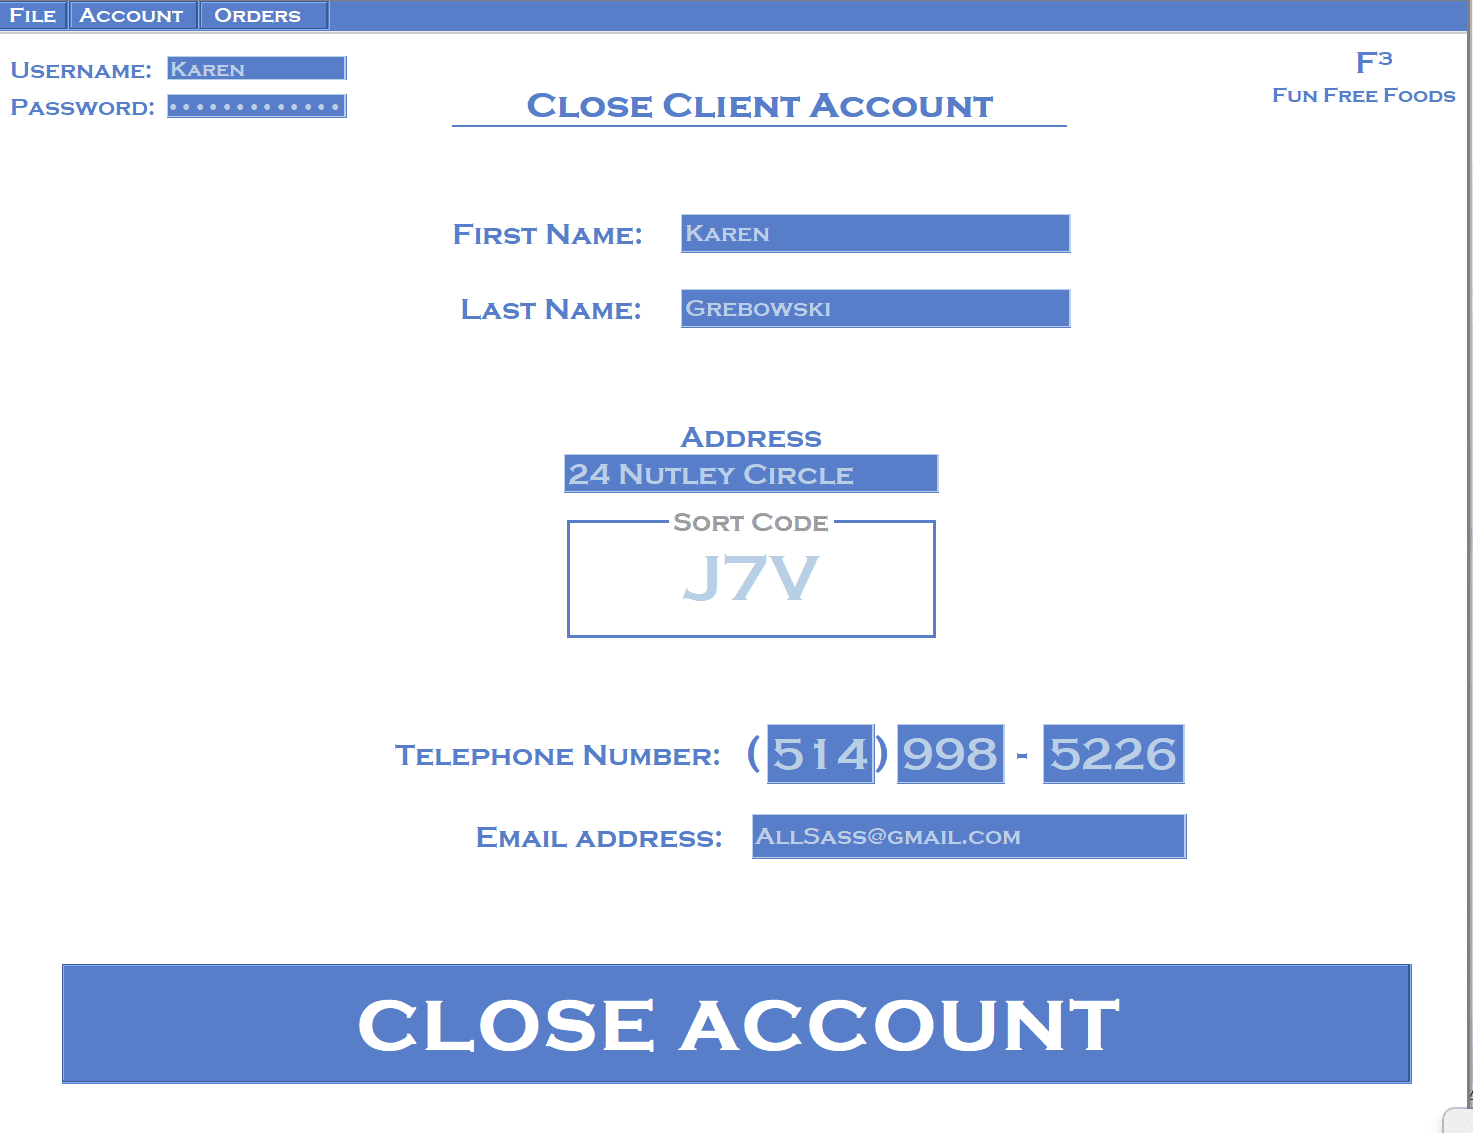 File Account Orders
Username: Karen
Password: •••••••••••••
F³
Fun Free Foods
Close Client Account
First Name: Karen
Last Name: Grebowski
Address
24 Nutley Circle
Sort Code
J7V
Telephone Number: (514) 998 - 5226
Email address: AllSass@gmail.com
CLOSE ACCOUNT